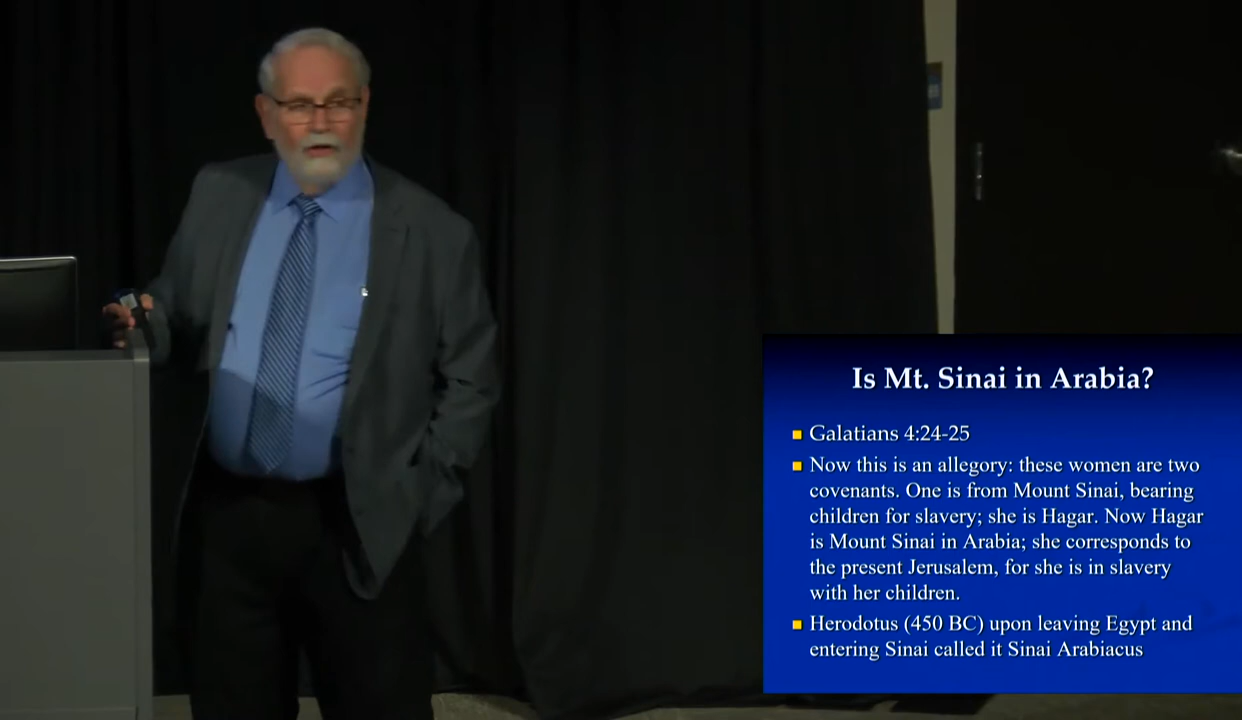 Is Mt. Sinai in Arabia?
Galatians 4:24-25
Now this is an allegory: these women are two
covenants. One is from Mount Sinai, bearing
children for slavery; she is Hagar. Now Hagar
is Mount Sinai in Arabia; she corresponds to
the present Jerusalem, for she is in slavery
with her children.
Herodotus (450 BC) upon leaving Egypt and
entering Sinai called it Sinai Arabiacus